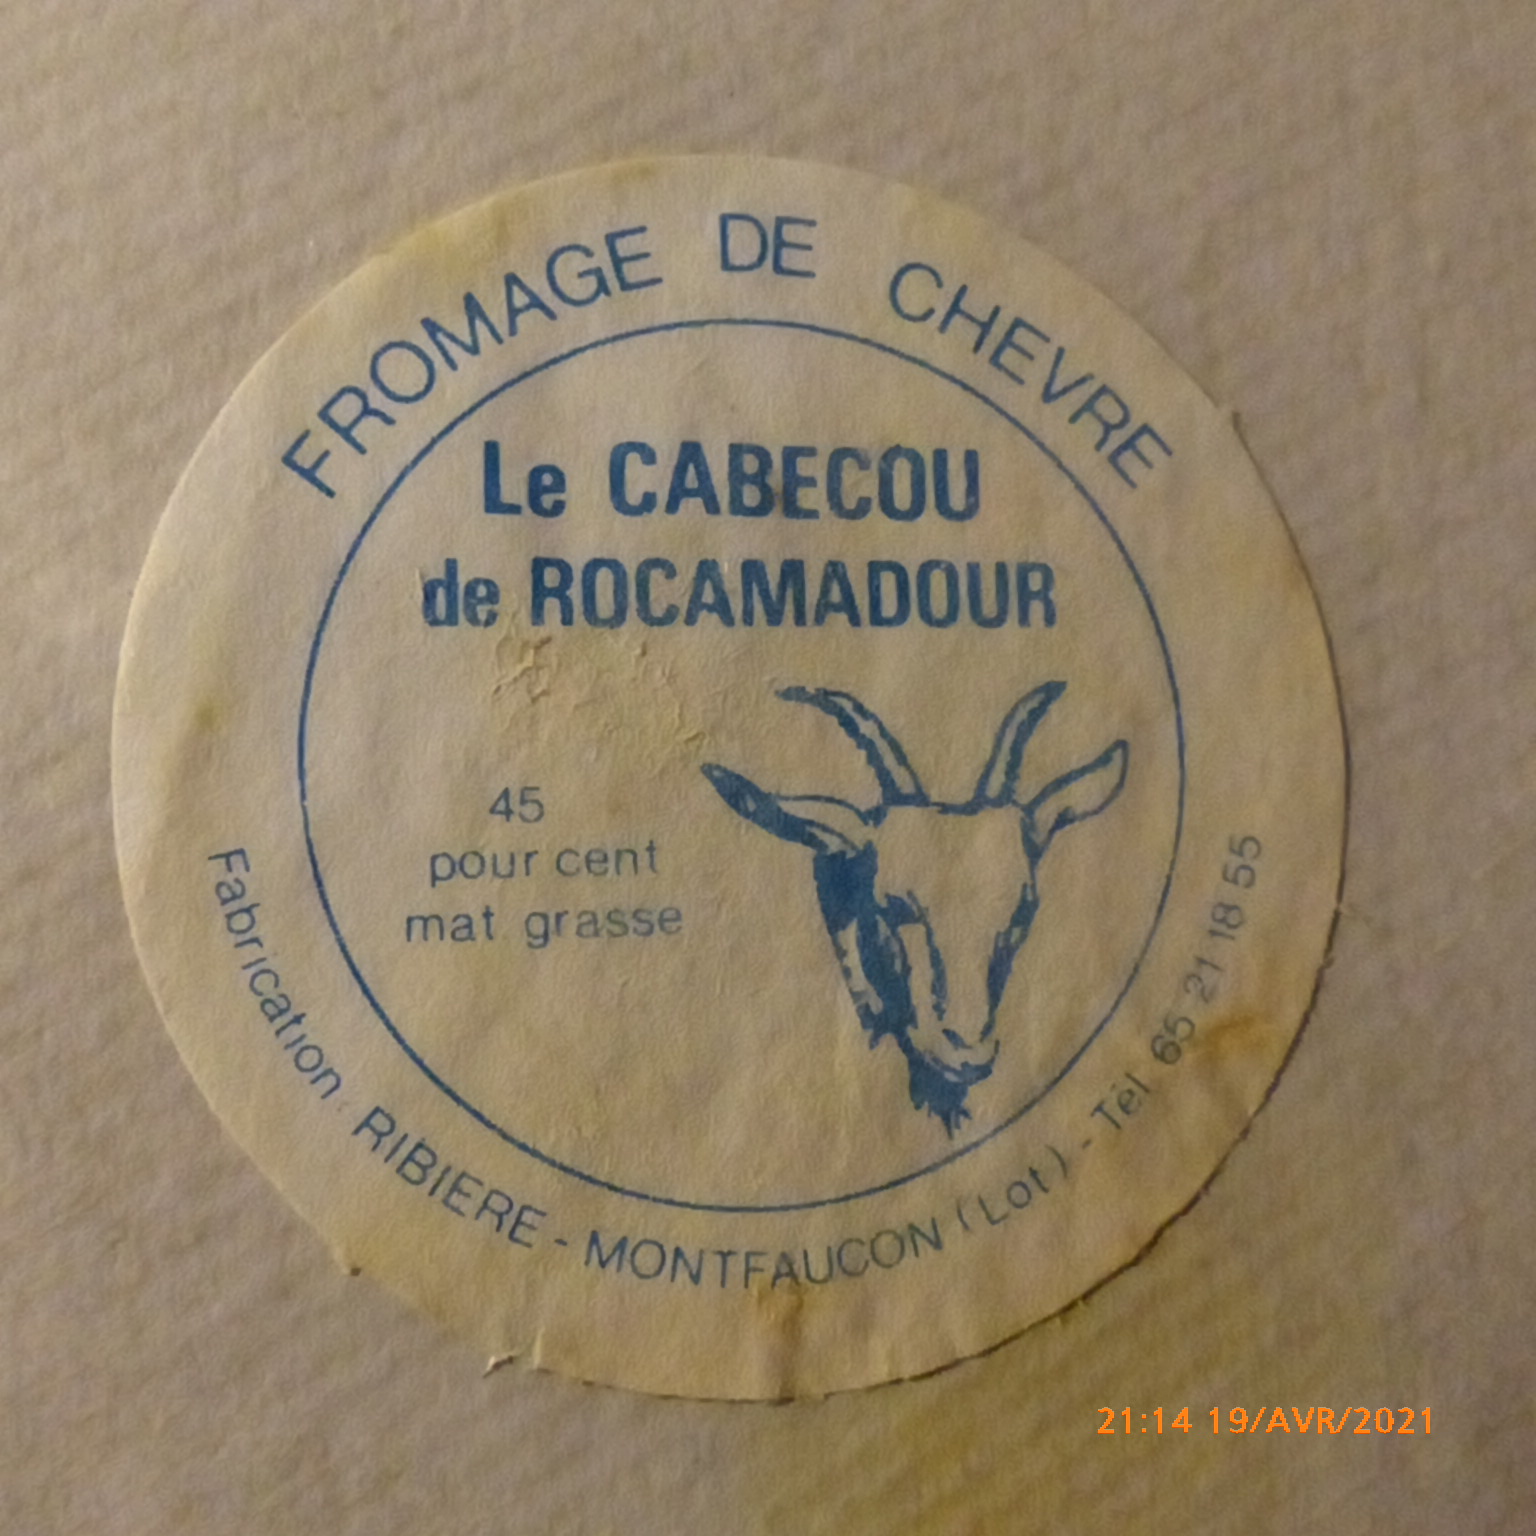 FROMAGE DE CHEVRE
Le CABECOU
de ROCAMADOUR
45
pour cent
mat grasse
Fabrication RIBIERE - MONTFAUCON (Lot) - Tél 65 21 18 55
21:14 19/AVR/2021